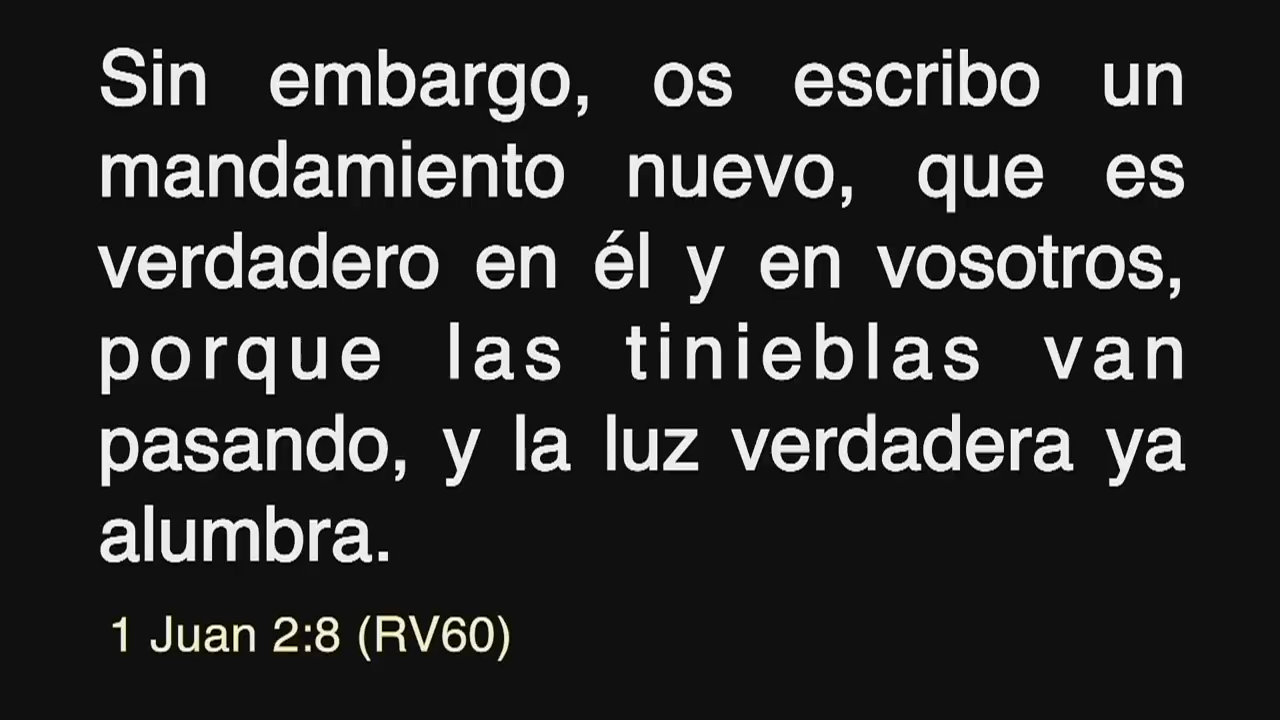 Sin embargo, os escribo un
mandamiento nuevo, que es
verdadero en él y en vosotros,
porque las tinieblas van
pasando, y la luz verdadera ya
alumbra.
1 Juan 2:8 (RV60)